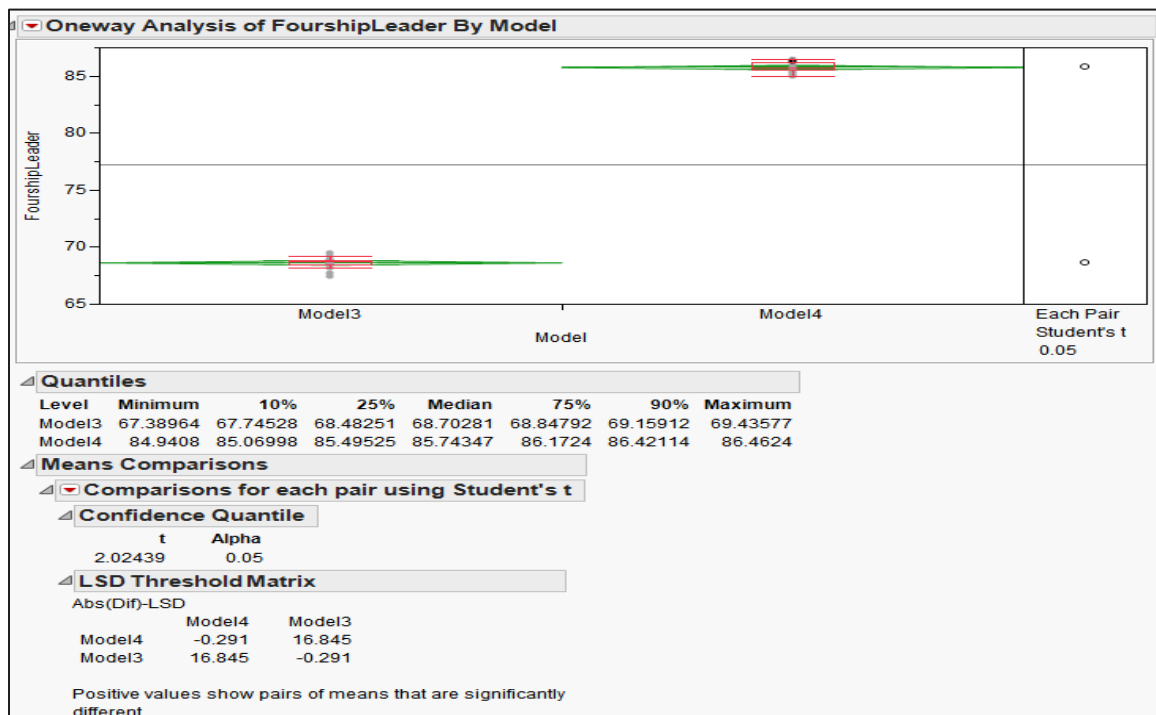 Oneway Analysis of FourshipLeader By Model
FourshipLeader
85
80
75
70
65
Model3 Model4
Model
Each Pair
Student's t
0.05
Quantiles
Level Minimum 10% 25% Median 75% 90% Maximum
Model3 67.38964 67.74528 68.48251 68.70281 68.84792 69.15912 69.43577
Model4 84.9408 85.06998 85.49525 85.74347 86.1724 86.42114 86.4624
Means Comparisons
Comparisons for each pair using Student's t
Confidence Quantile
t Alpha
2.02439 0.05
LSD Threshold Matrix
Abs(Dif)-LSD
Model4 Model3
Model4 -0.291 16.845
Model3 16.845 -0.291
Positive values show pairs of means that are significantly
different